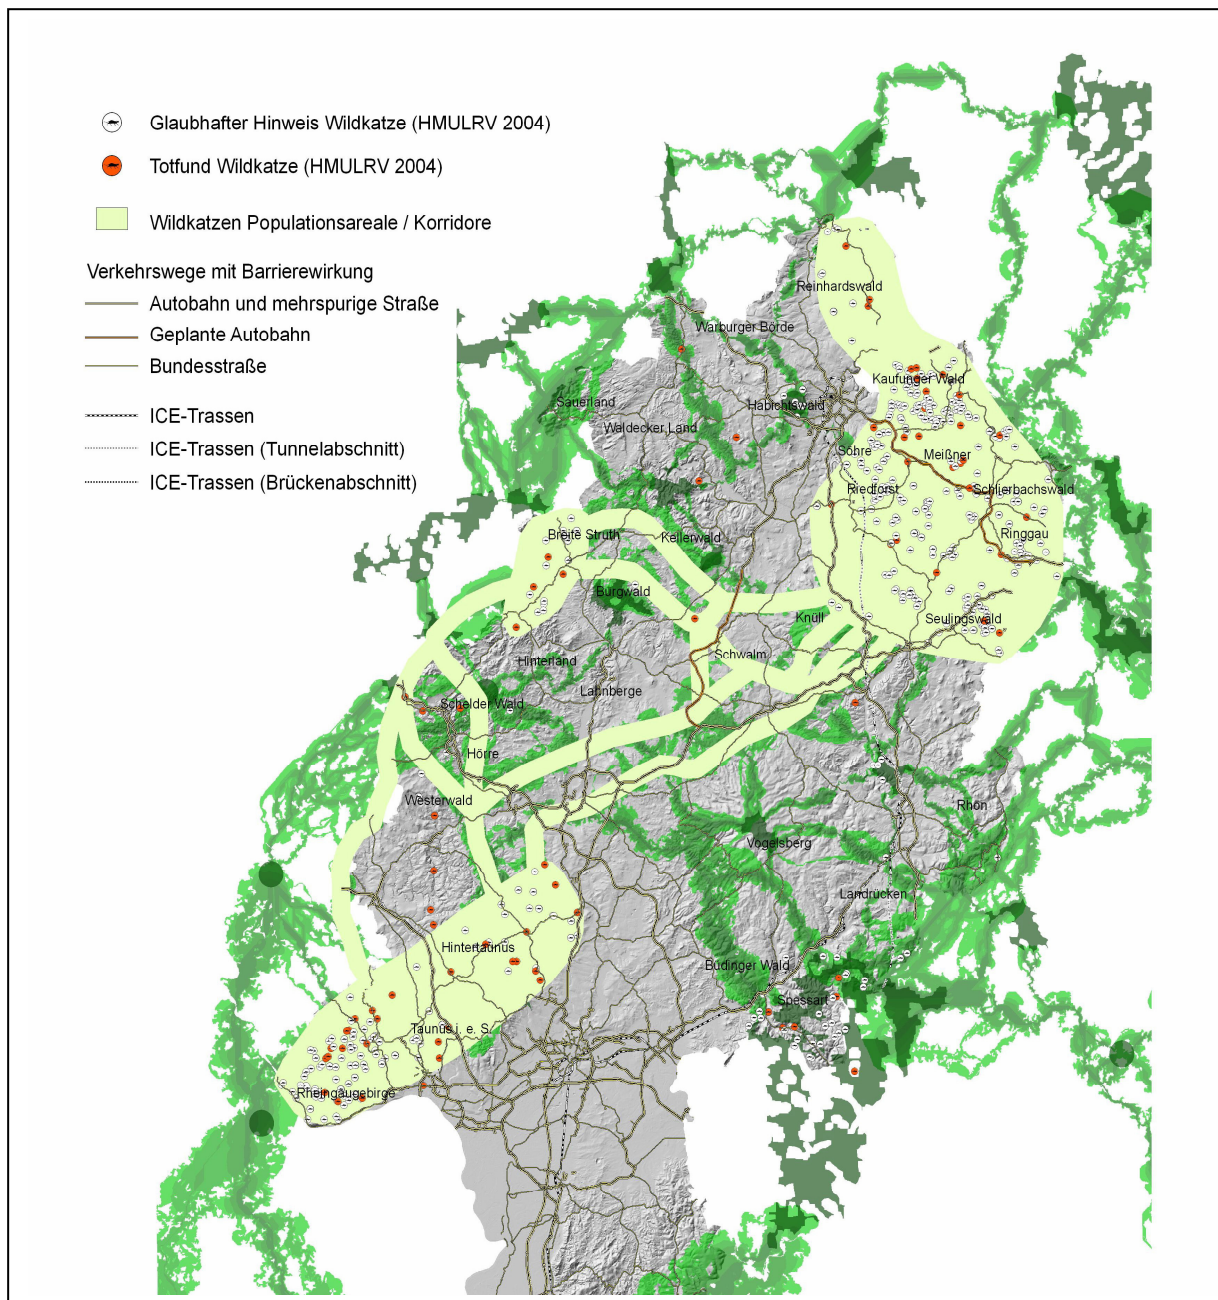 Glaubhafter Hinweis Wildkatze (HMULRV 2004)
Totfund Wildkatze (HMULRV 2004)
Wildkatzen Populationsareale / Korridore
Verkehrswege mit Barrierewirkung
Autobahn und mehrspurige Straße
Geplante Autobahn
Bundesstraße
ICE-Trassen
ICE-Trassen (Tunnelabschnitt)
ICE-Trassen (Brückenabschnitt)
Reinhardswald
Warburger Börde
Kaufunger Wald
Sauerland
Habichtswald
Waldecker Land
Söhre
Meißner
Riedforst
Schlierbachswald
Breite Struth
Kellerwald
Ringgau
Burgwald
Knüll
Seulingswald
Schwalm
Hinterland
Lahnberge
Schelder Wald
Hörre
Westerwald
Rhön
Vogelsberg
Landrücken
Hintertaunus
Büdinger Wald
Spessart
Taunus i. e. S.
Rheingaugebirge